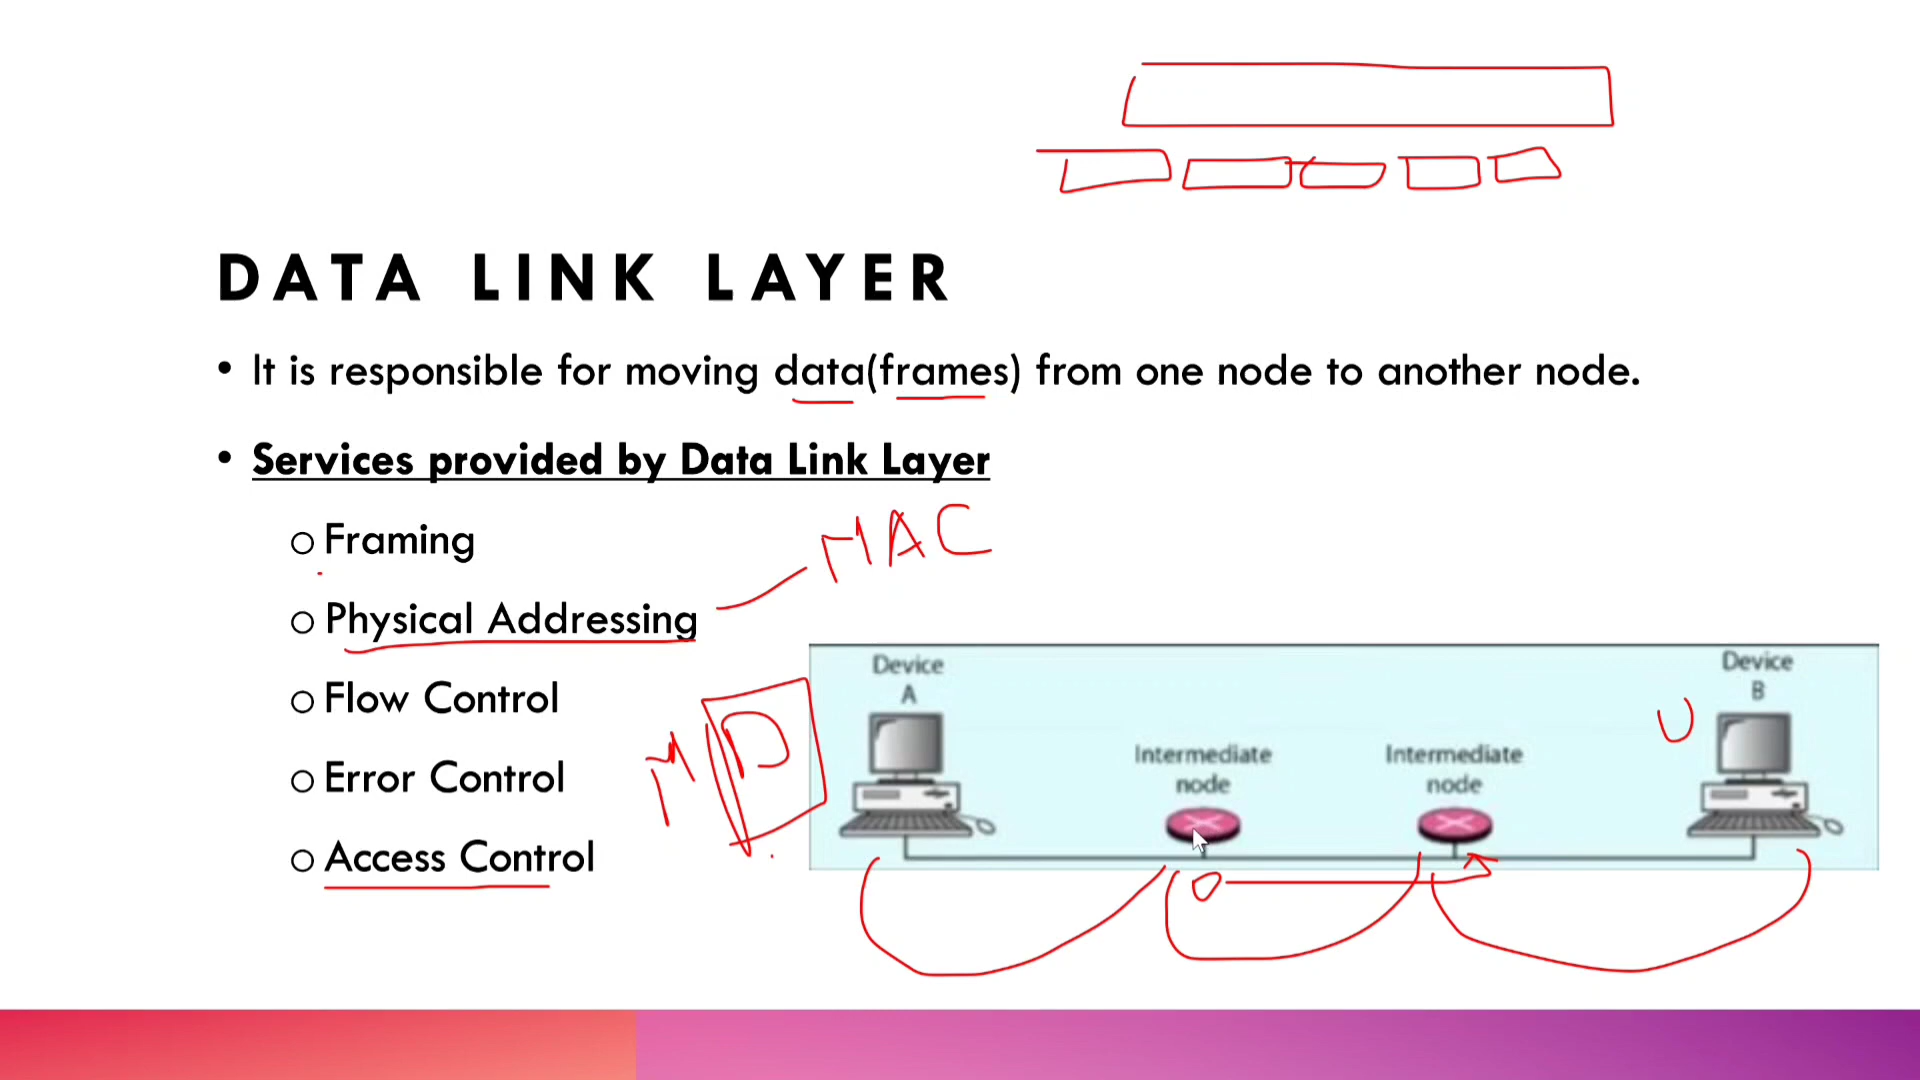 DATA LINK LAYER
• It is responsible for moving data(frames) from one node to another node.
• Services provided by Data Link Layer
○ Framing
MAC
○ Physical Addressing
○ Flow Control
○ Error Control
○ Access Control
M D
Device
A
Intermediate
node
Intermediate
node
Device
B